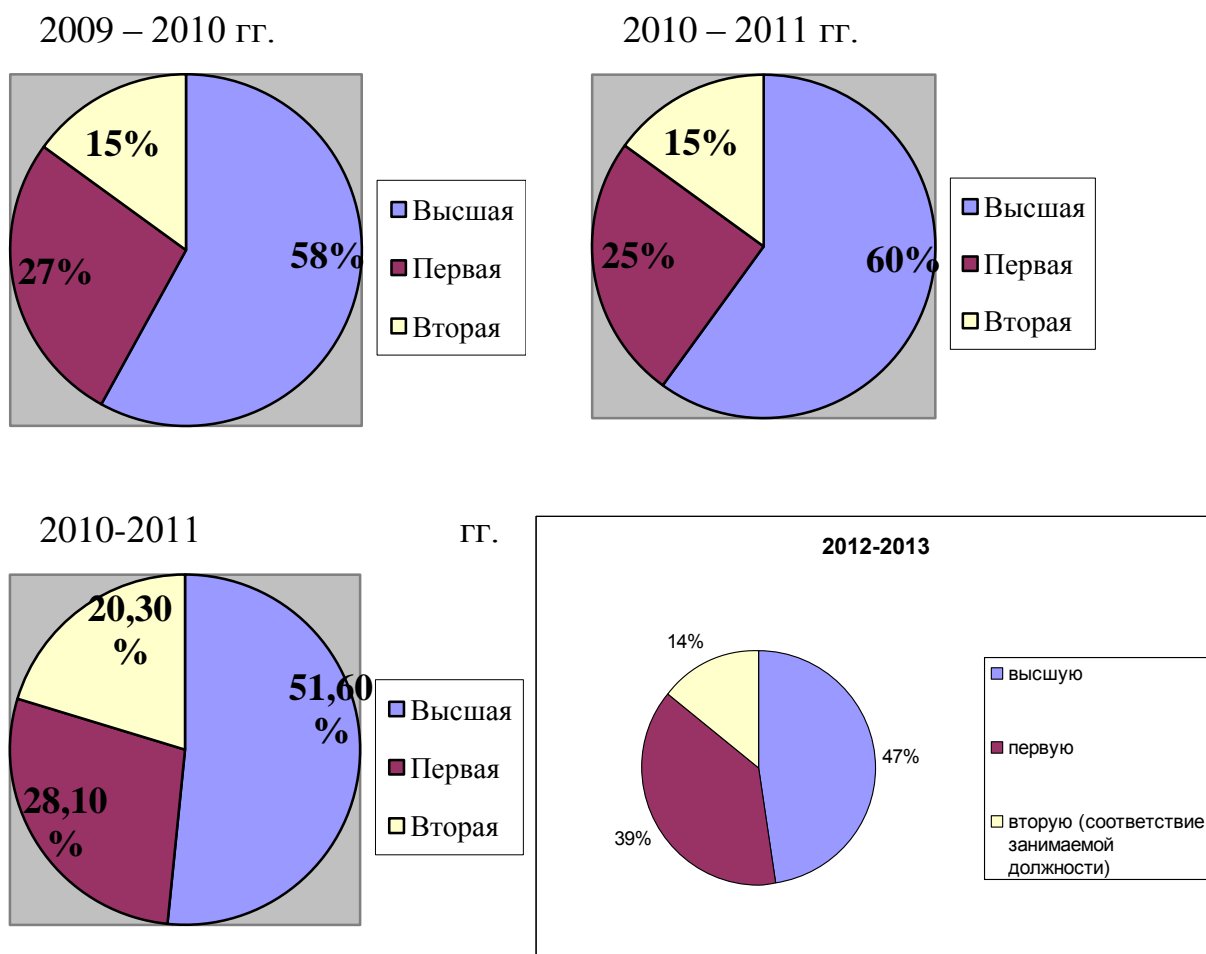 2009 – 2010 гг.
2010 – 2011 гг.
15%
27%
58%
Высшая
Первая
Вторая
15%
25%
60%
Высшая
Первая
Вторая
2010-2011 гг.
20,30
%
51,60
%
28,10
%
Высшая
Первая
Вторая
2012-2013
14%
47%
39%
высшую
первую
вторую (соответствие
занимаемой
должности)